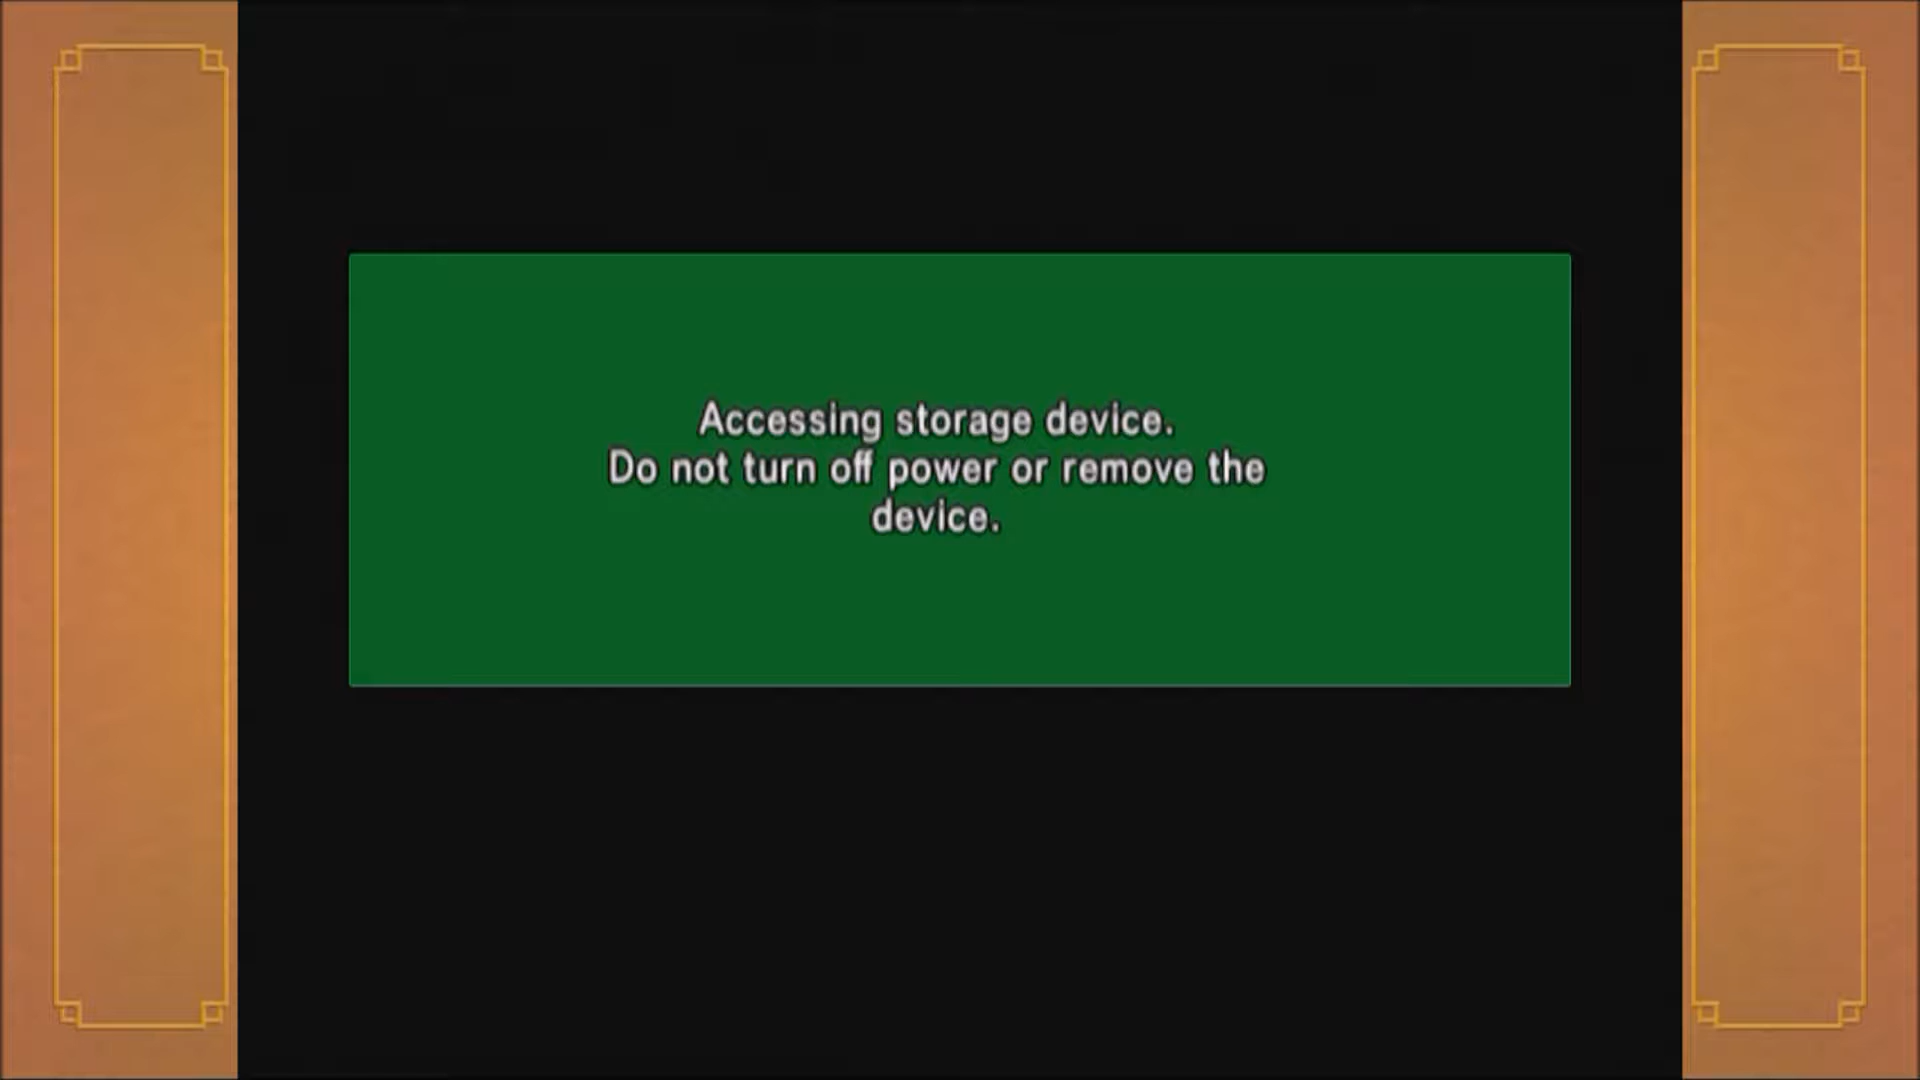 Accessing storage device.
Do not turn off power or remove the
device.